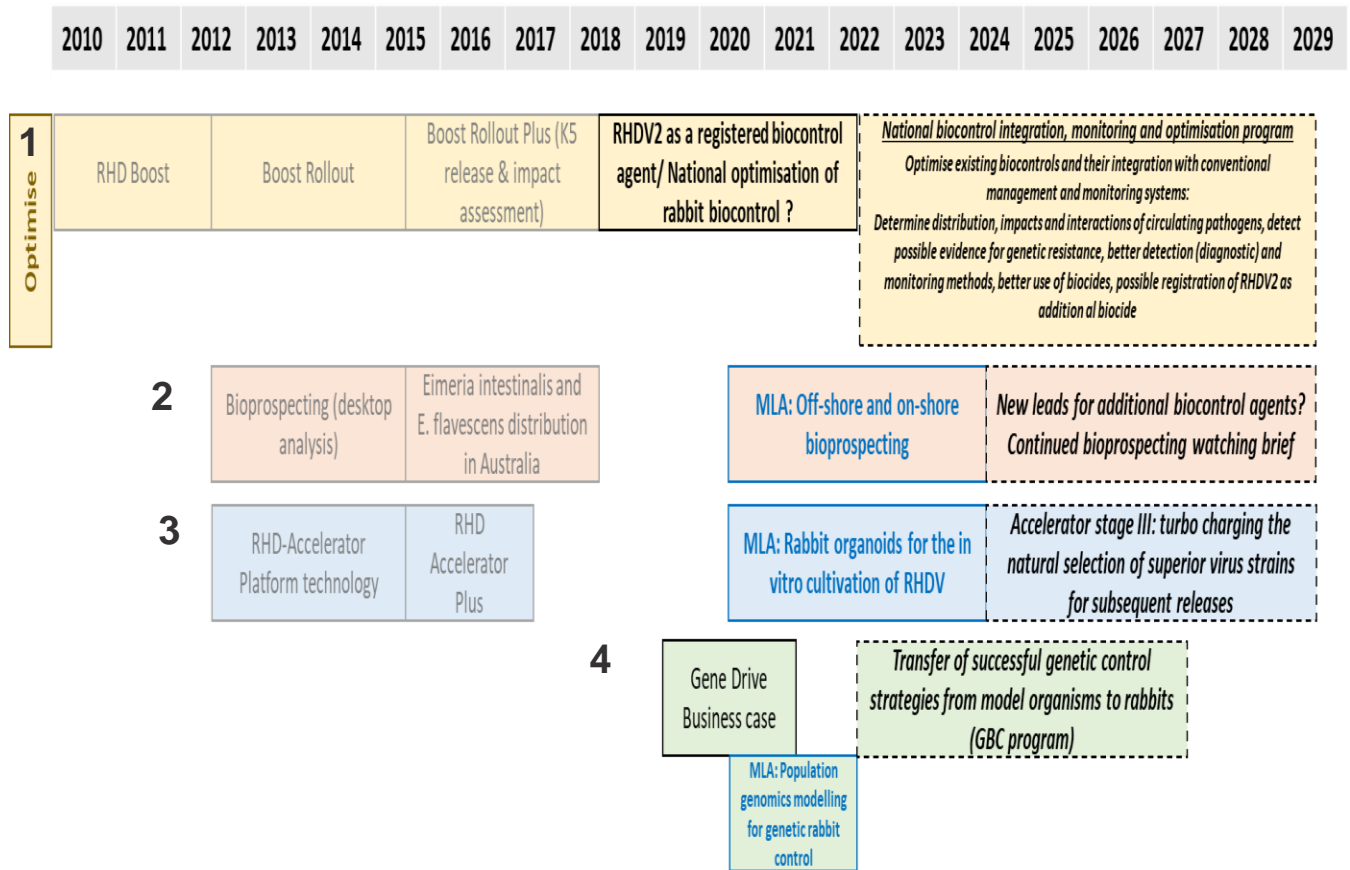 2010 2011 2012 2013 2014 2015 2016 2017 2018 2019 2020 2021 2022 2023 2024 2025 2026 2027 2028 2029
1
Optimise
RHD Boost
Boost Rollout
Boost Rollout Plus (K5
release & impact
assessment)
RHDV2 as a registered biocontrol
agent/ National optimisation of
rabbit biocontrol ?
National biocontrol integration, monitoring and optimisation program
Optimise existing biocontrols and their integration with conventional
management and monitoring systems:
Determine distribution, impacts and interactions of circulating pathogens, detect
possible evidence for genetic resistance, better detection (diagnostic) and
monitoring methods, better use of biocides, possible registration of RHDV2 as
addition al biocide
2
Bioprospecting (desktop
analysis)
Eimeria intestinalis and
E. flavescens distribution
in Australia
MLA: Off-shore and on-shore
bioprospecting
New leads for additional biocontrol agents?
Continued bioprospecting watching brief
3
RHD-Accelerator
Platform technology
RHD
Accelerator
Plus
MLA: Rabbit organoids for the in
vitro cultivation of RHDV
Accelerator stage III: turbo charging the
natural selection of superior virus strains
for subsequent releases
4
Gene Drive
Business case
Transfer of successful genetic control
strategies from model organisms to rabbits
(GBC program)
MLA: Population
genomics modelling
for genetic rabbit
control